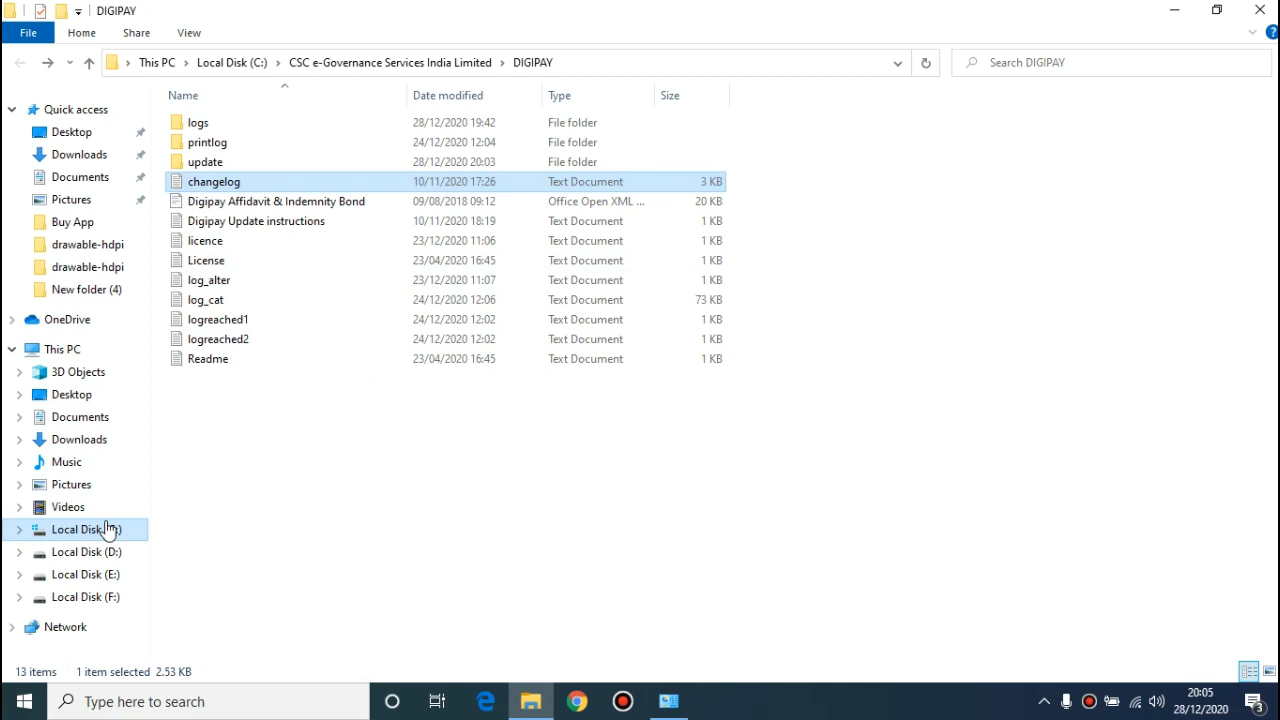 DIGIPAY
File Home Share View
This PC Local Disk (C:) CSC e-Governance Services India Limited DIGIPAY
Search DIGIPAY
Name Date modified Type Size
logs 28/12/2020 19:42 File folder
printlog 24/12/2020 12:04 File folder
update 28/12/2020 20:03 File folder
changelog 10/11/2020 17:26 Text Document 3 KB
Digipay Affidavit & Indemnity Bond 09/08/2018 09:12 Office Open XML ... 20 KB
Digipay Update instructions 10/11/2020 18:19 Text Document 1 KB
licence 23/12/2020 11:06 Text Document 1 KB
License 23/04/2020 16:45 Text Document 1 KB
log_alter 23/12/2020 11:07 Text Document 1 KB
log_cat 24/12/2020 12:06 Text Document 73 KB
logreached1 24/12/2020 12:02 Text Document 1 KB
logreached2 24/12/2020 12:02 Text Document 1 KB
Readme 23/04/2020 16:45 Text Document 1 KB
Quick access
Desktop
Downloads
Documents
Pictures
Buy App
drawable-hdpi
drawable-hdpi
New folder (4)
OneDrive
This PC
3D Objects
Desktop
Documents
Downloads
Music
Pictures
Videos
Local Disk :)
Local Disk (D:)
Local Disk (E:)
Local Disk (F:)
Network
13 items 1 item selected 2.53 KB
Type here to search
20:05
28/12/2020
3